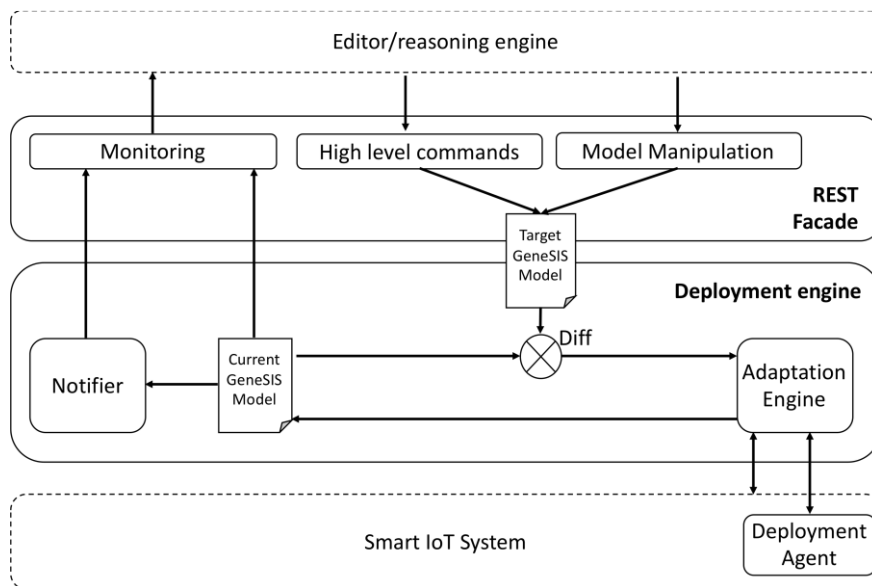 Editor/reasoning engine
Monitoring
High level commands
Model Manipulation
REST
Facade
Target
GeneSIS
Model
Deployment engine
Diff
Notifier
Current
GeneSIS
Model
Adaptation
Engine
Smart IoT System
Deployment
Agent